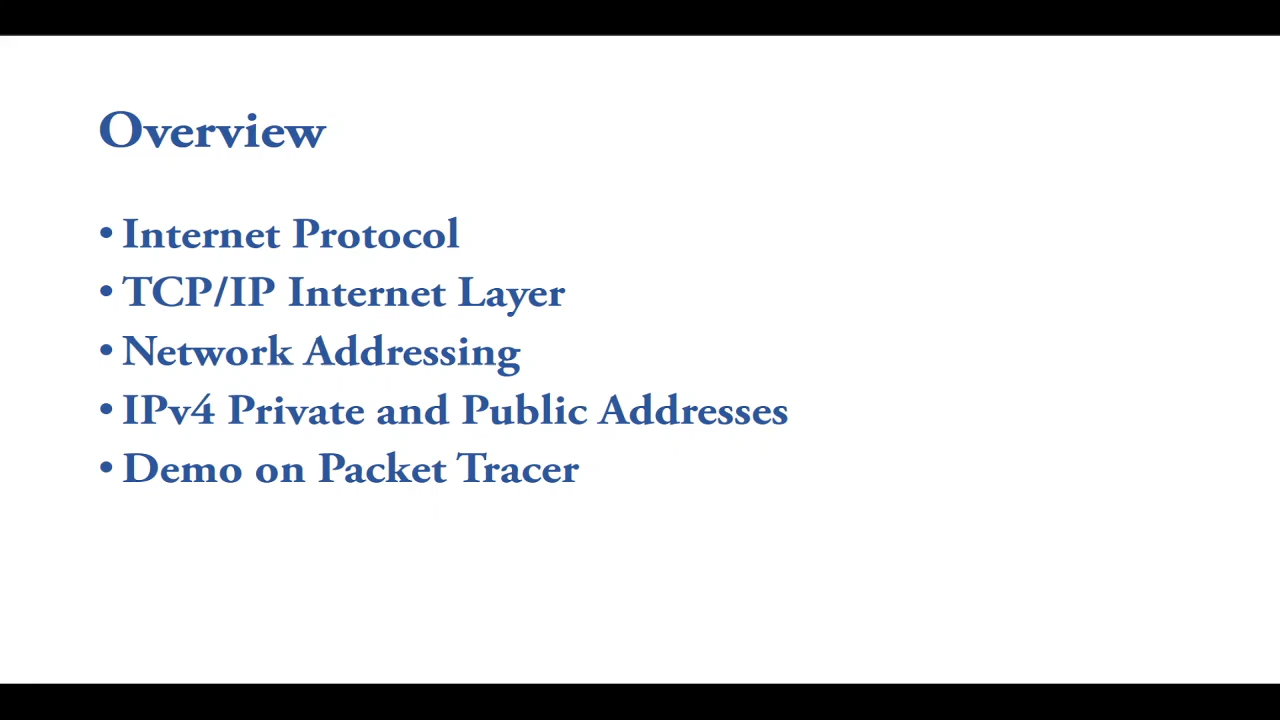 Overview
• Internet Protocol
• TCP/IP Internet Layer
• Network Addressing
• IPv4 Private and Public Addresses
• Demo on Packet Tracer